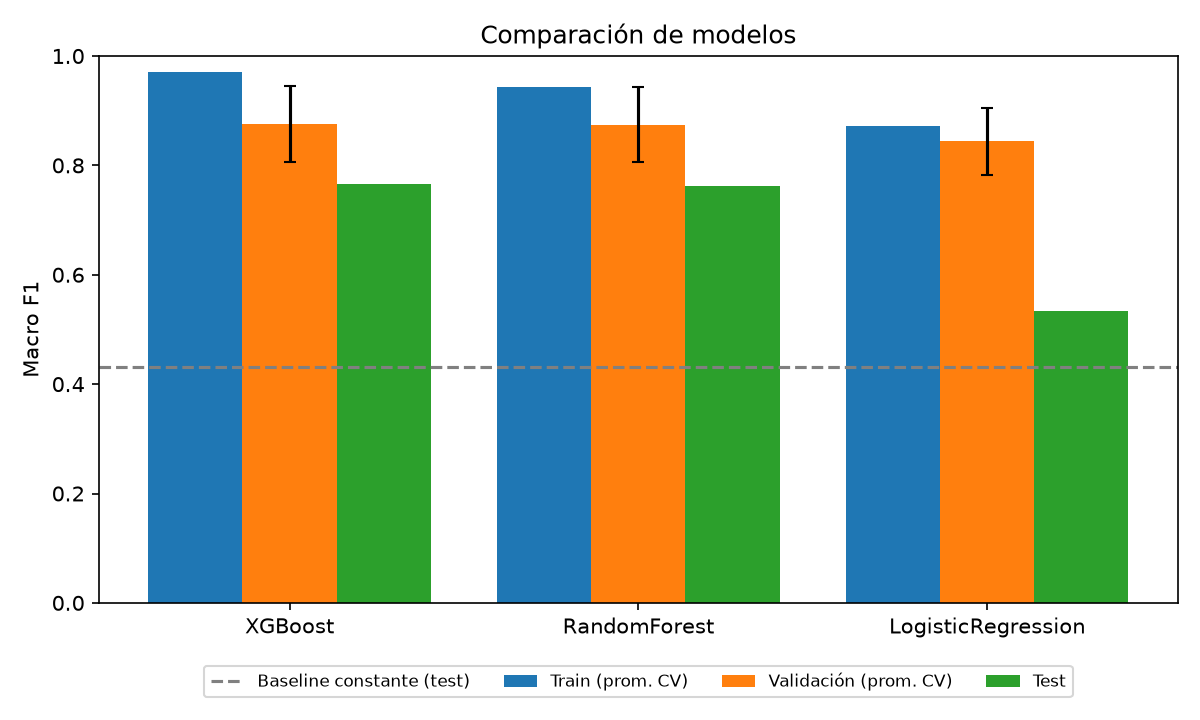 Comparación de modelos
1.0
0.8
0.6
0.4
0.2
0.0
Macro F1
XGBoost RandomForest LogisticRegression
Baseline constante (test) Train (prom. CV) Validación (prom. CV) Test